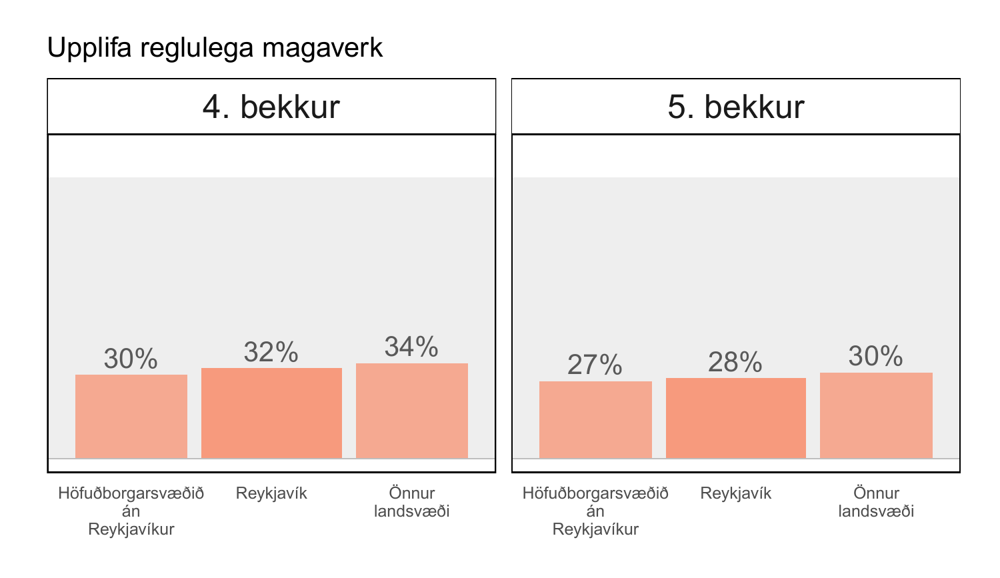 Upplifa reglulega magaverk
4. bekkur
5. bekkur
30%
32%
34%
27%
28%
30%
Höfuðborgarsvæðið
án
Reykjavíkur
Reykjavík
Önnur
landsvæði
Höfuðborgarsvæðið
án
Reykjavíkur
Reykjavík
Önnur
landsvæði